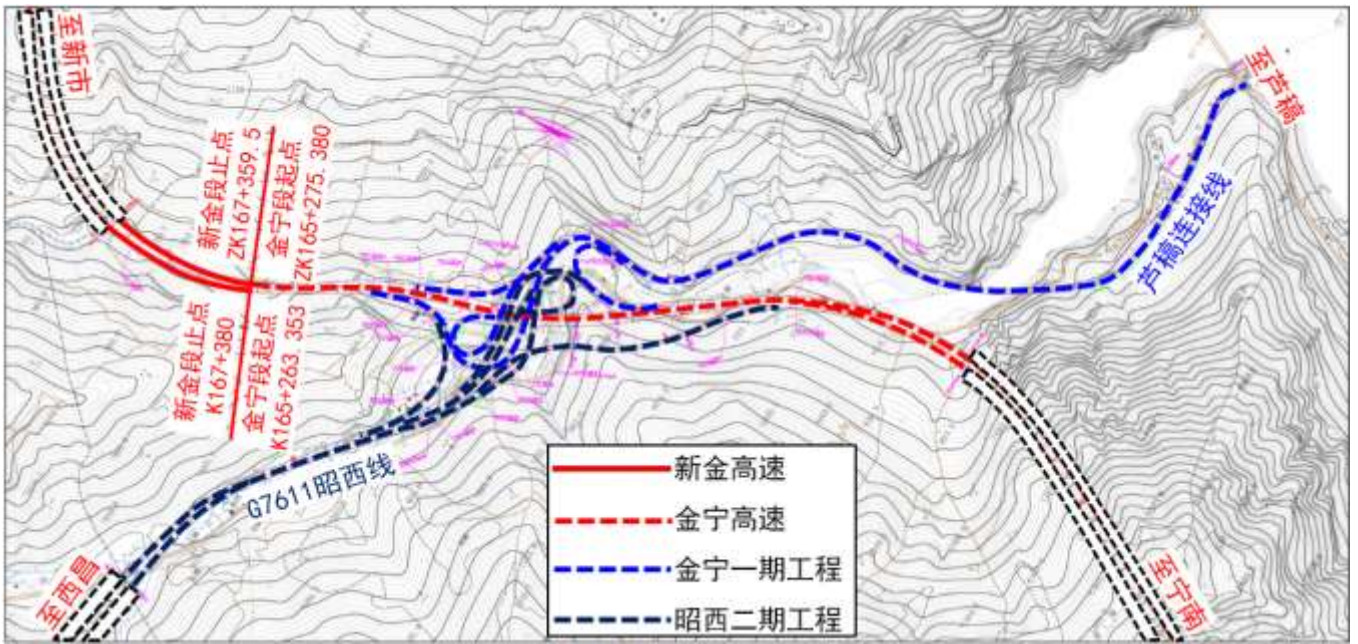 至新市
新金段止点
ZK167+359.5
金宁段起点
ZK165+275.380
新金段止点
K167+380
金宁段起点
K165+263.353
至芦稿
芦稿连接线
G7611昭西线
至西昌
至宁南
新金高速
金宁高速
金宁一期工程
昭西二期工程